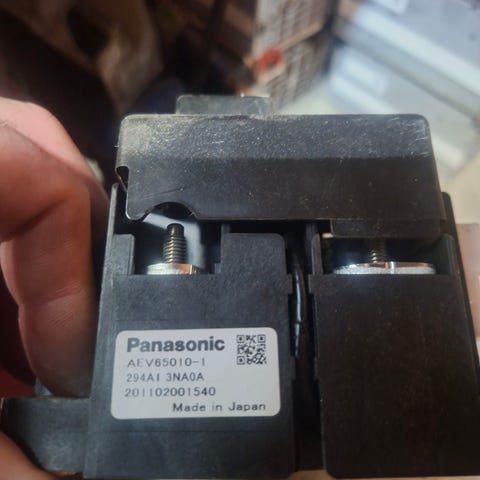 Panasonic
AEV65010-1
294A1 3NA0A
201102001540
Made in Japan